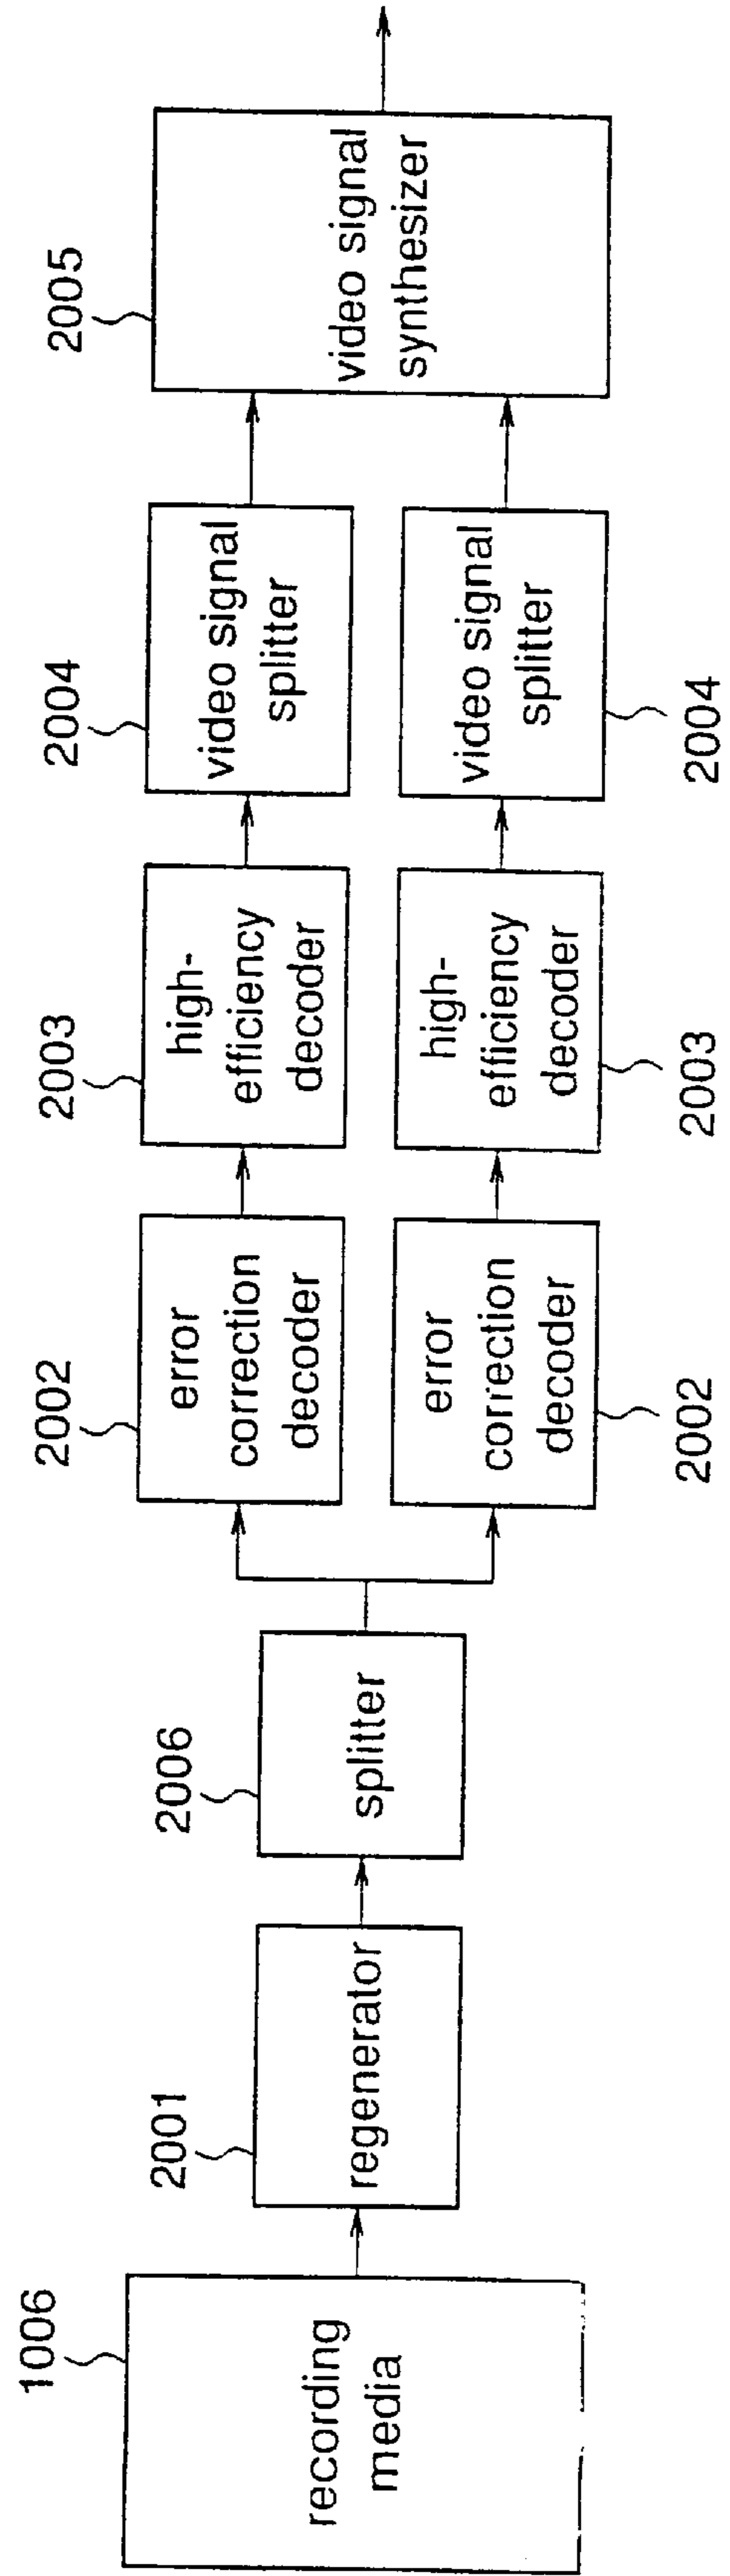 1006
recording
media
2001
regenerator
2006
splitter
2002
error
correction
decoder
2003
high-
efficiency
decoder
2004
video signal
splitter
2005
video signal
synthesizer
error
correction
decoder
2002
high-
efficiency
decoder
2003
video signal
splitter
2004